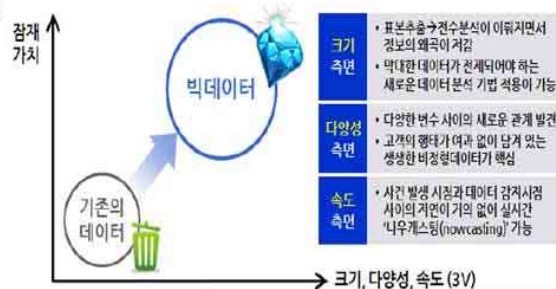 잠재
가치
빅데이터
기존의
데이터
크기, 다양성, 속도 (3V)
크기
측면
• 표본추출→전수분석이 이뤄지면서
정보의 왜곡이 저감
• 막대한 데이터가 전제되어야 하는
새로운 데이터 분석 기법 적용이 가능
다양성
측면
• 다양한 변수 사이의 새로운 관계 발견
• 고객의 행태가 여과 없이 담겨 있는
생생한 비정형데이터가 핵심
속도
측면
• 사건 발생 시점과 데이터 감지시점
사이의 지연이 거의 없어 실시간
'나우캐스팅(nowcasting)' 가능